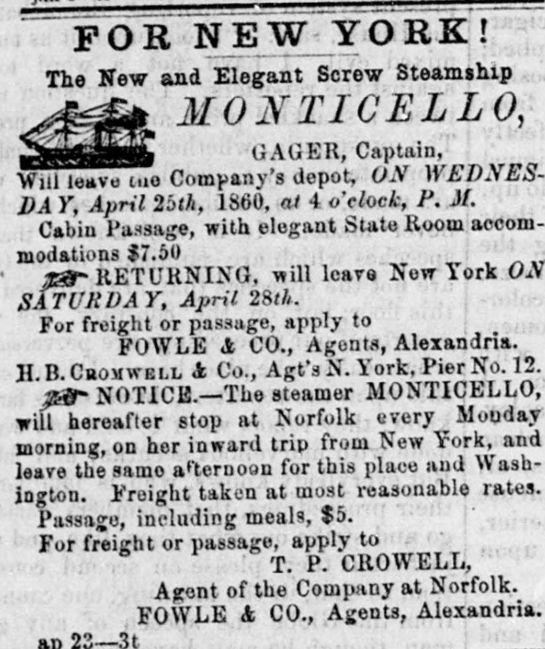 FOR NEW YORK!
The New and Elegant Screw Steamship
MONTICELLO,
GAGER, Captain,
Will leave the Company's depot, ON WEDNES-
DAY, April 25th, 1860, at 4 o'clock, P. M.
Cabin Passage, with elegant State Room accom-
modations $7.50
RETURNING, will leave New York ON
SATURDAY, April 28th.
For freight or passage, apply to
FOWLE & CO., Agents, Alexandria.
H. B. CROMWELL & Co., Agt's N. York, Pier No. 12.
NOTICE.—The steamer MONTICELLO,
will hereafter stop at Norfolk every Monday
morning, on her inward trip from New York, and
leave the same afternoon for this place and Wash-
ington. Freight taken at most reasonable rates.
Passage, including meals, $5.
For freight or passage, apply to
T. P. CROWELL,
Agent of the Company at Norfolk.
FOWLE & CO., Agents, Alexandria.
ap 23—3t